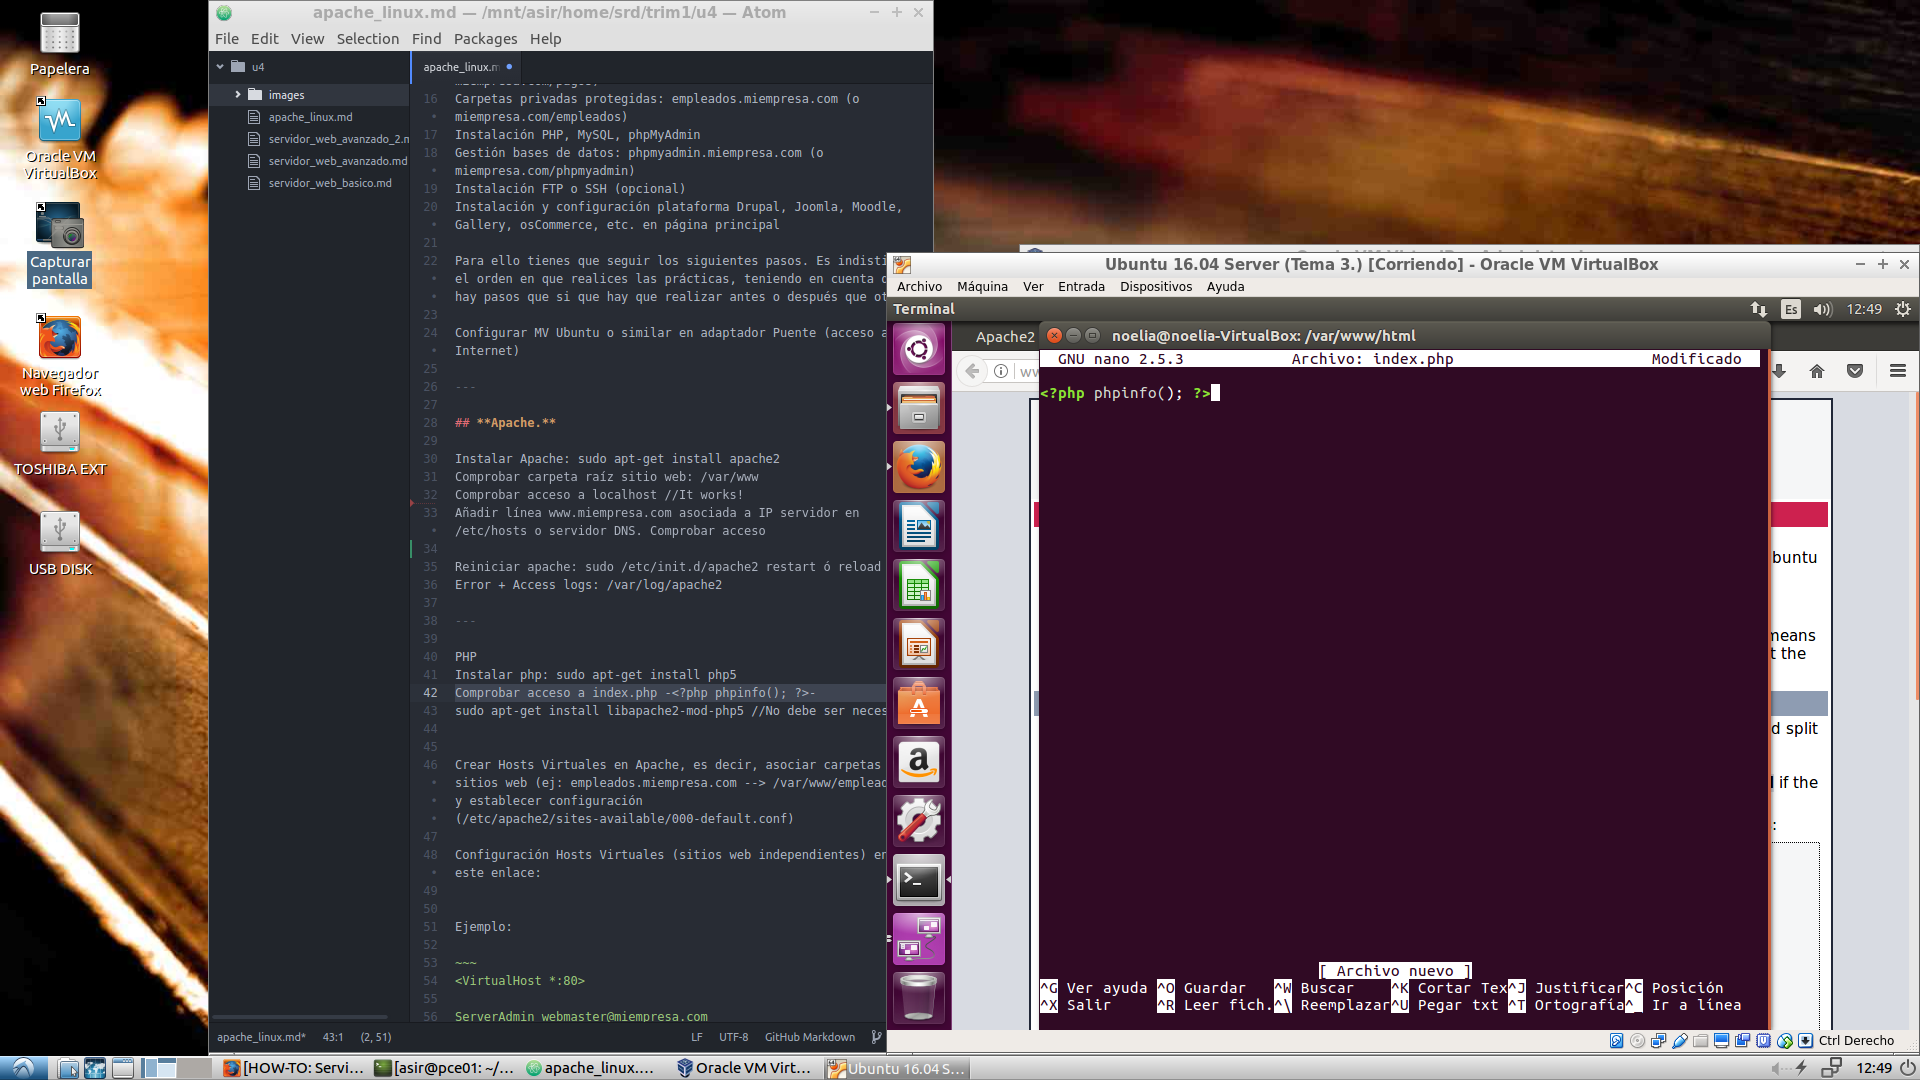 Papelera
Oracle VM
VirtualBox
Capturar
pantalla
Navegador
web Firefox
TOSHIBA EXT
USB DISK
apache_linux.md — /mnt/asir/home/srd/trim1/u4 — Atom
File Edit View Selection Find Packages Help
u4
images
apache_linux.md
servidor_web_avanzado_2.m
servidor_web_avanzado.md
servidor_web_basico.md
apache_linux.m
16 Carpetas privadas protegidas: empleados.miempresa.com (o
miempresa.com/empleados)
17 Instalación PHP, MySQL, phpMyAdmin
18 Gestión bases de datos: phpmyadmin.miempresa.com (o
miempresa.com/phpmyadmin)
19 Instalación FTP o SSH (opcional)
20 Instalación y configuración plataforma Drupal, Joomla, Moodle,
Gallery, osCommerce, etc. en página principal
21
22 Para ello tienes que seguir los siguientes pasos. Es indisti
el orden en que realices las prácticas, teniendo en cuenta
hay pasos que si que hay que realizar antes o después que ot
23
24 Configurar MV Ubuntu o similar en adaptador Puente (acceso a
Internet)
25
26 ---
27
28 ## **Apache.**
29
30 Instalar Apache: sudo apt-get install apache2
31 Comprobar carpeta raíz sitio web: /var/www
32 Comprobar acceso a localhost //It works!
33 Añadir línea www.miempresa.com asociada a IP servidor en
/etc/hosts o servidor DNS. Comprobar acceso
34
35 Reiniciar apache: sudo /etc/init.d/apache2 restart ó reload
36 Error + Access logs: /var/log/apache2
37
38 ---
39
40 PHP
41 Instalar php: sudo apt-get install php5
42 Comprobar acceso a index.php -<?php phpinfo(); ?>-
43 sudo apt-get install libapache2-mod-php5 //No debe ser neces
44
45
46 Crear Hosts Virtuales en Apache, es decir, asociar carpetas
sitios web (ej: empleados.miempresa.com --> /var/www/emplead
y establecer configuración
(/etc/apache2/sites-available/000-default.conf)
47
48 Configuración Hosts Virtuales (sitios web independientes) en
este enlace:
49
50
51 Ejemplo:
52
53 ~~~
54 <VirtualHost *:80>
55
56 ServerAdmin webmaster@miempresa.com
apache_linux.md* 43:1 (2, 51) LF UTF-8 GitHub Markdown
Ubuntu 16.04 Server (Tema 3.) [Corriendo] - Oracle VM VirtualBox
Archivo Máquina Ver Entrada Dispositivos Ayuda
Terminal Es 12:49
Apache2
ww
noelia@noelia-VirtualBox: /var/www/html
GNU nano 2.5.3 Archivo: index.php Modificado
<?php phpinfo(); ?>
[ Archivo nuevo ]
^G Ver ayuda ^O Guardar ^W Buscar ^K Cortar Tex^J Justificar^C Posición
^X Salir ^R Leer fich.^\ Reemplazar^U Pegar txt ^T Ortografía^_ Ir a línea
buntu
means
t the
d split
if the
:
Ctrl Derecho
[HOW-TO: Servi... [asir@pce01: ~/... apache_linux.... Oracle VM Virt... Ubuntu 16.04 S... 12:49